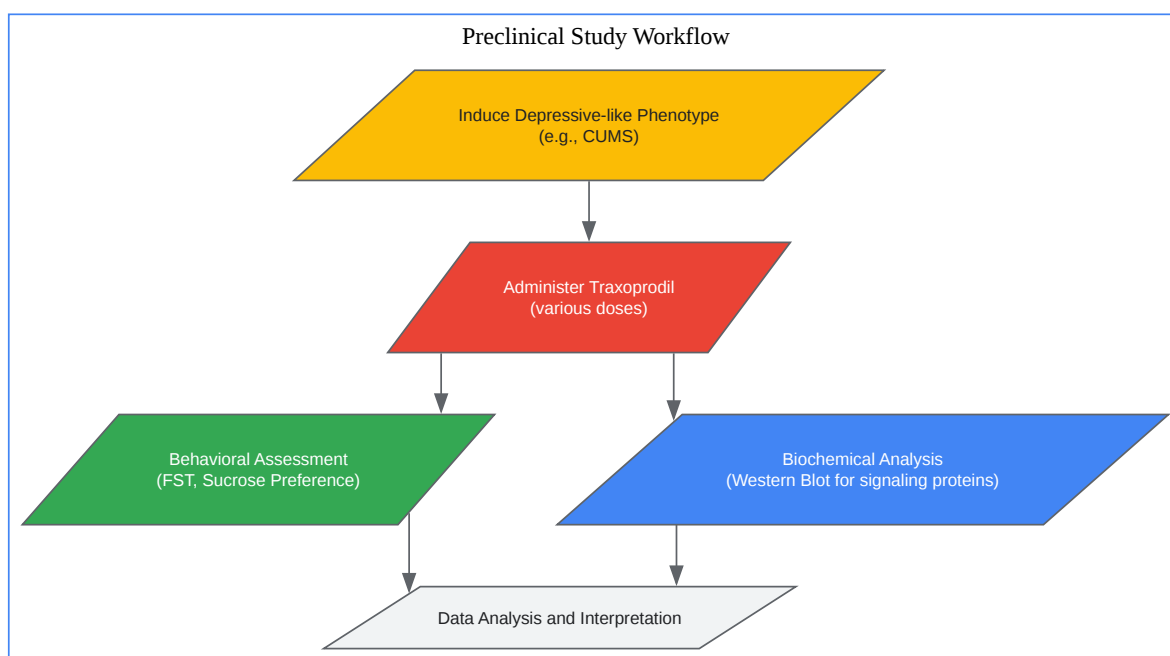 Preclinical Study Workflow
Induce Depressive-like Phenotype
(e.g., CUMS)
Administer Traxoprodil
(various doses)
Behavioral Assessment
(FST, Sucrose Preference)
Biochemical Analysis
(Western Blot for signaling proteins)
Data Analysis and Interpretation